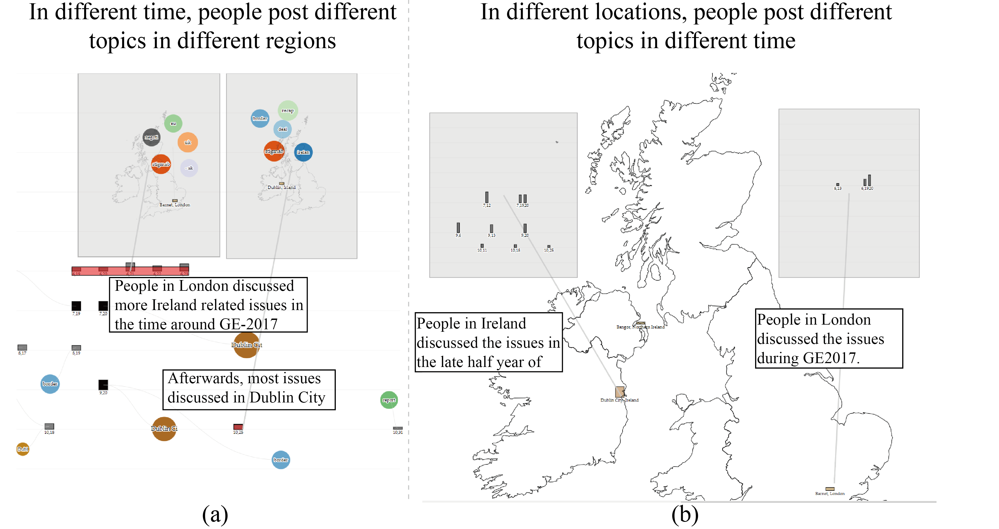 In different time, people post different
topics in different regions
eu
negoti
uk
stigmab
- uk
Barnet, London
recap
border
deal
stigmab
irelan
Dublin, Irland
6,19
6,20
6,21
6,22
6,23
People in London discussed
more Ireland related issues in
the time around GE-2017
7,19
7,20
Dublin Cit
8,17
8,19
Afterwards, most issues
discussed in Dublin City
border
9,20
report
10,18
Dublin Ci
10,25
10,31
Dubl
border
(a)
In different locations, people post different
topics in different time
7,12
7,19
20
9,6
9,13
9,20
10,11
10,18
10,25
6,13
6,19
20
People in Ireland
discussed the issues in
the late half year of
Bangor, Northern Ireland
People in London
discussed the issues
during GE2017.
Dublin City, Ireland
Barnet, London
(b)